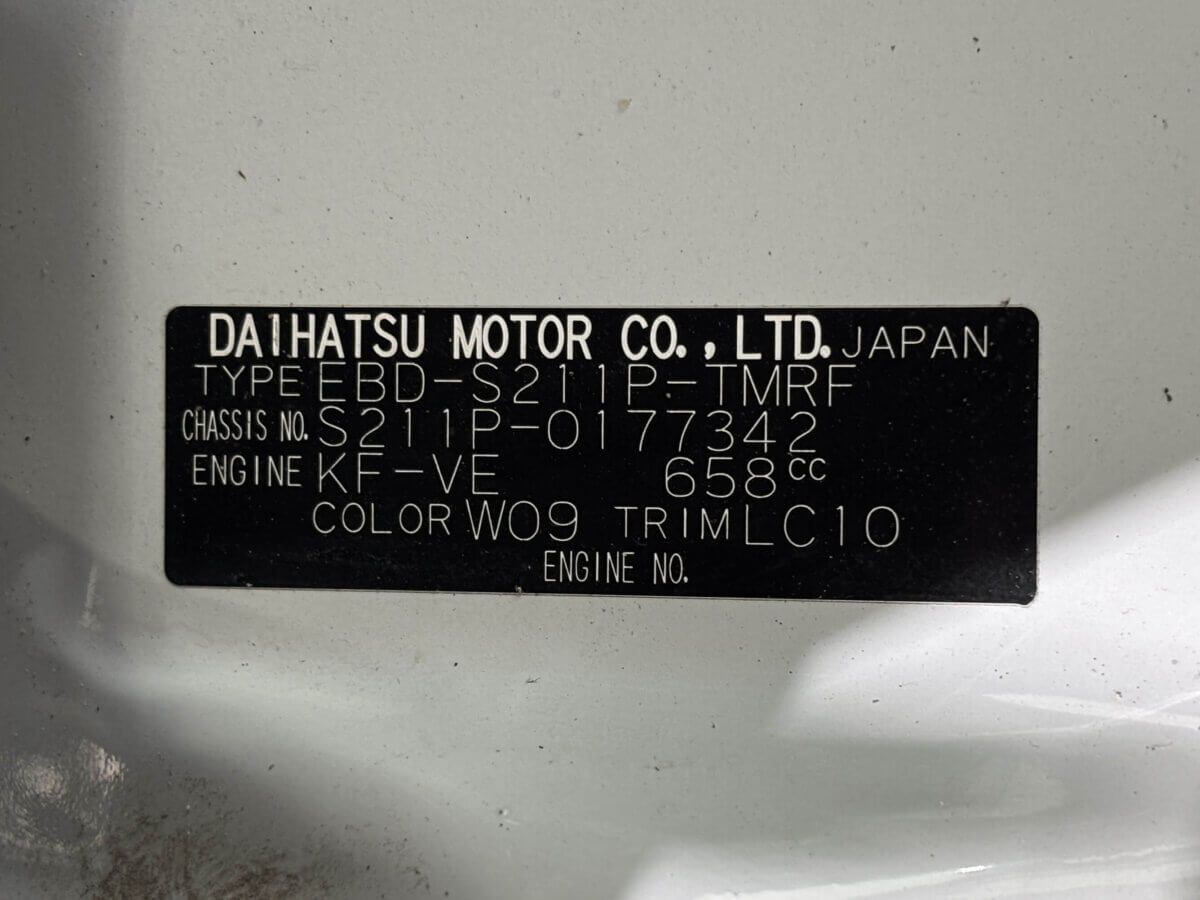 DAIHATSU MOTOR CO., LTD. JAPAN
TYPE EBD-S211P-TMRF
CHASSIS NO. S211P-0177342
ENGINE KF-VE 658cc
COLOR W09 TRIM LC10
ENGINE NO.